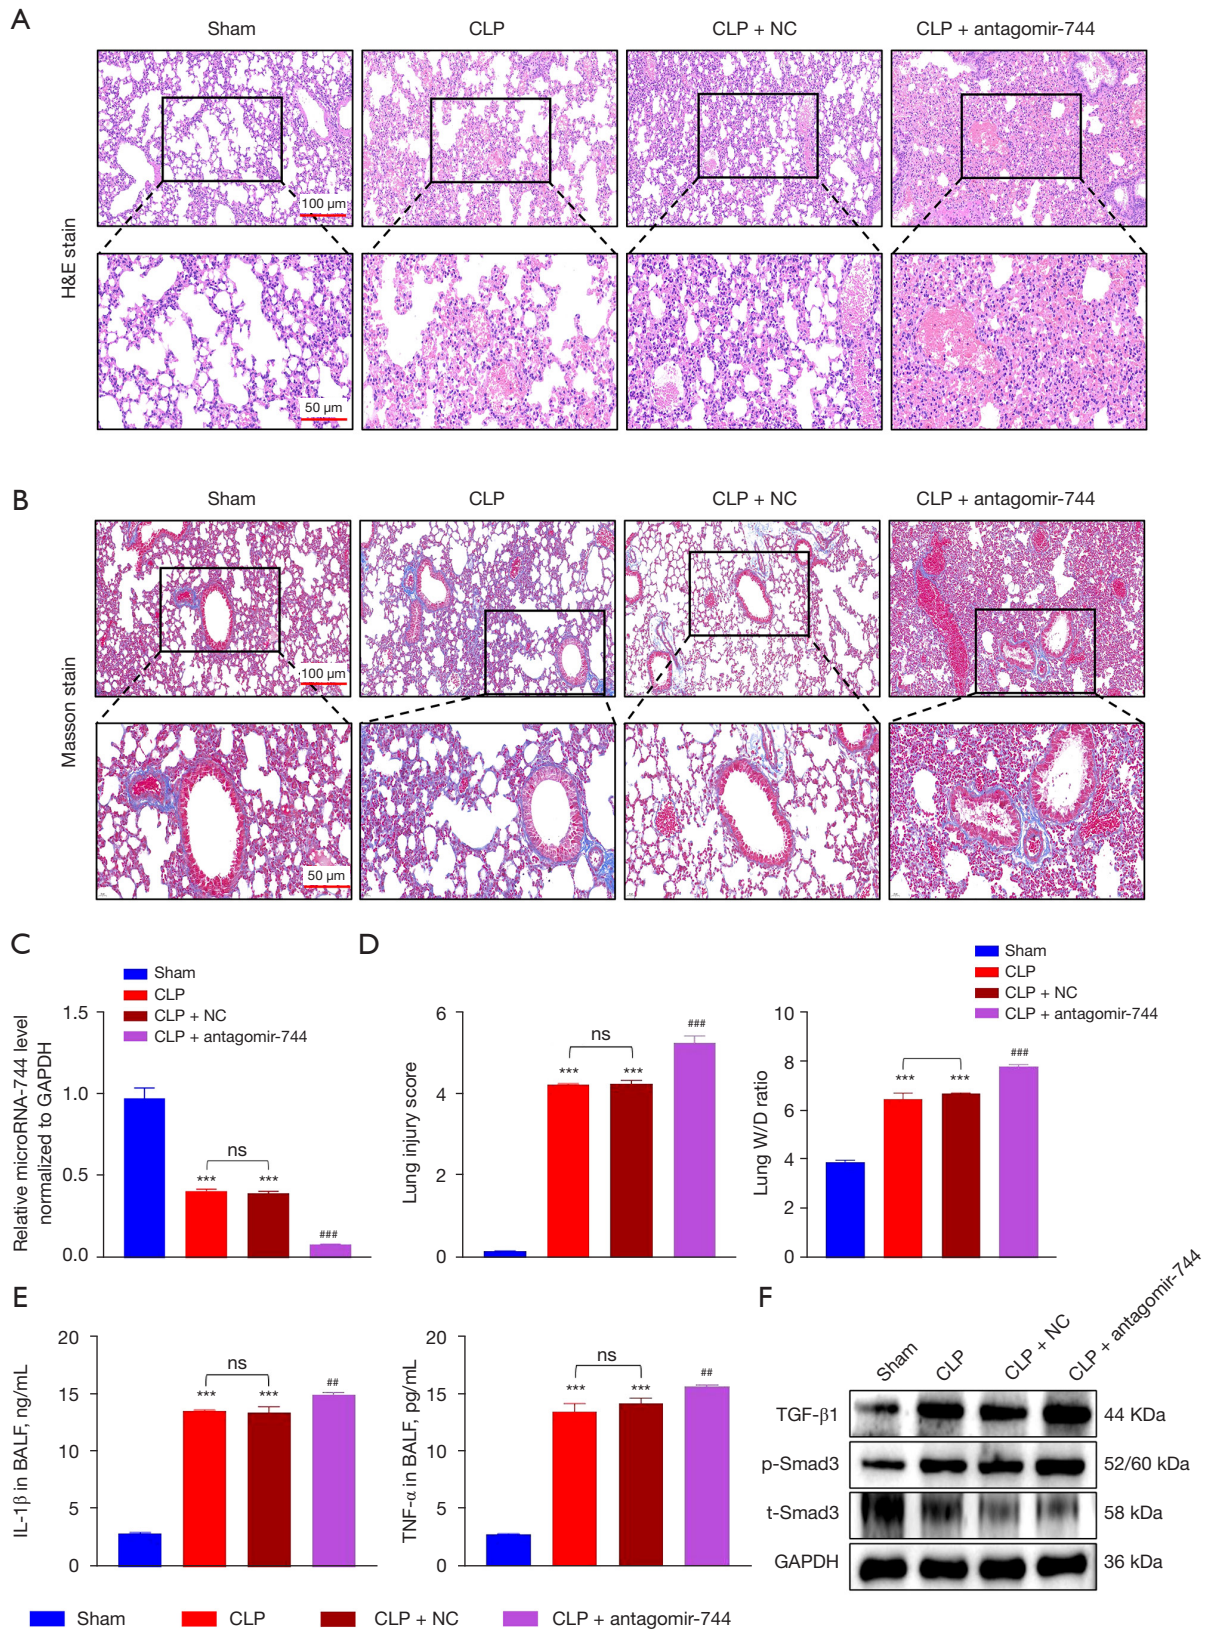 A
Sham
CLP
CLP + NC
CLP + antagomir-744
H&E stain
100 μm
50 μm
B
Sham
CLP
CLP + NC
CLP + antagomir-744
Masson stain
100 μm
50 μm
C
Sham
CLP
CLP + NC
CLP + antagomir-744
Relative microRNA-744 level
normalized to GAPDH
1.5
1.0
0.5
0.0
***
ns
***
###
D
Lung injury score
6
4
2
0
***
ns
***
###
Sham
CLP
CLP + NC
CLP + antagomir-744
Lung W/D ratio
10
8
6
4
2
0
***
***
###
E
IL-1β in BALF, ng/mL
20
15
10
5
0
***
ns
***
##
TNF-α in BALF, pg/mL
20
15
10
5
0
***
ns
***
##
F
Sham
CLP
CLP + NC
CLP + antagomir-744
TGF-β1 44 KDa
p-Smad3 52/60 kDa
t-Smad3 58 kDa
GAPDH 36 kDa
Sham
CLP
CLP + NC
CLP + antagomir-744